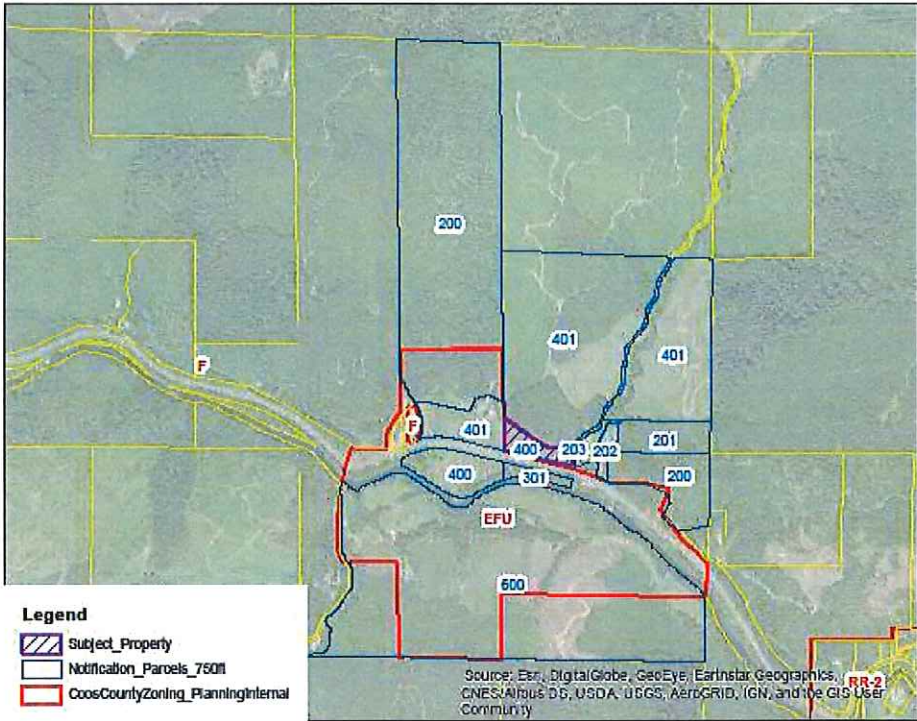 200
401
401
F
F
401
400
203
202
201
200
400
301
EFU
600
RR-2
Legend
Subject_Property
Notification_Parcels_750ft
CoosCountyZoning_PlanningInternal
Source: Esri, DigitalGlobe, GeoEye, Earthstar Geographics,
CNES/Airbus DS, USDA, USGS, AeroGRID, IGN, and the GIS User
Community